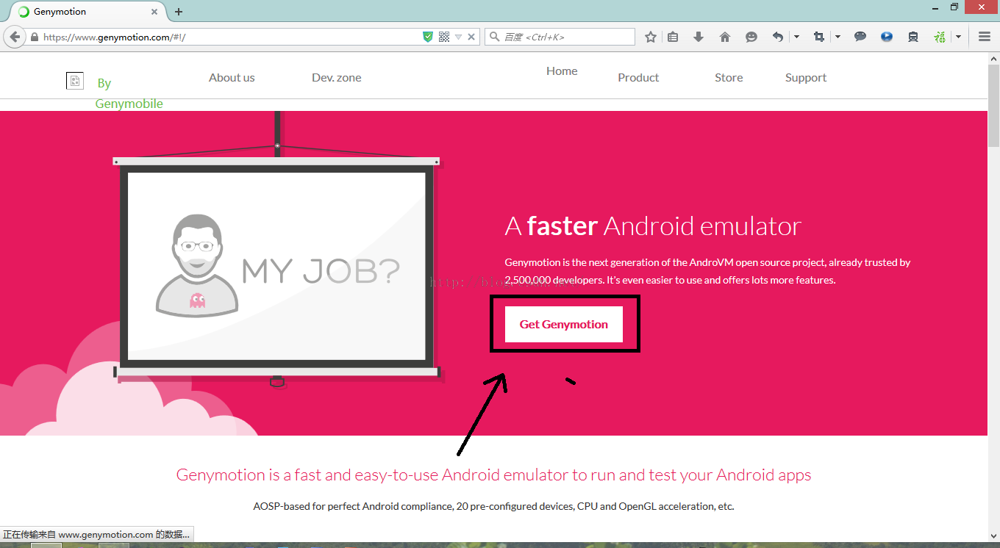 Genymotion
https://www.genymotion.com/#!/
百度 <Ctrl+K>
By
Genymobile
About us
Dev. zone
Home
Product
Store
Support
MY JOB?
A faster Android emulator
Genymotion is the next generation of the AndroVM open source project, already trusted by
2,500,000 developers. It's even easier to use and offers lots more features.
Get Genymotion
Genymotion is a fast and easy-to-use Android emulator to run and test your Android apps
AOSP-based for perfect Android compliance, 20 pre-configured devices, CPU and OpenGL acceleration, etc.
正在传输来自 www.genymotion.com 的数据...